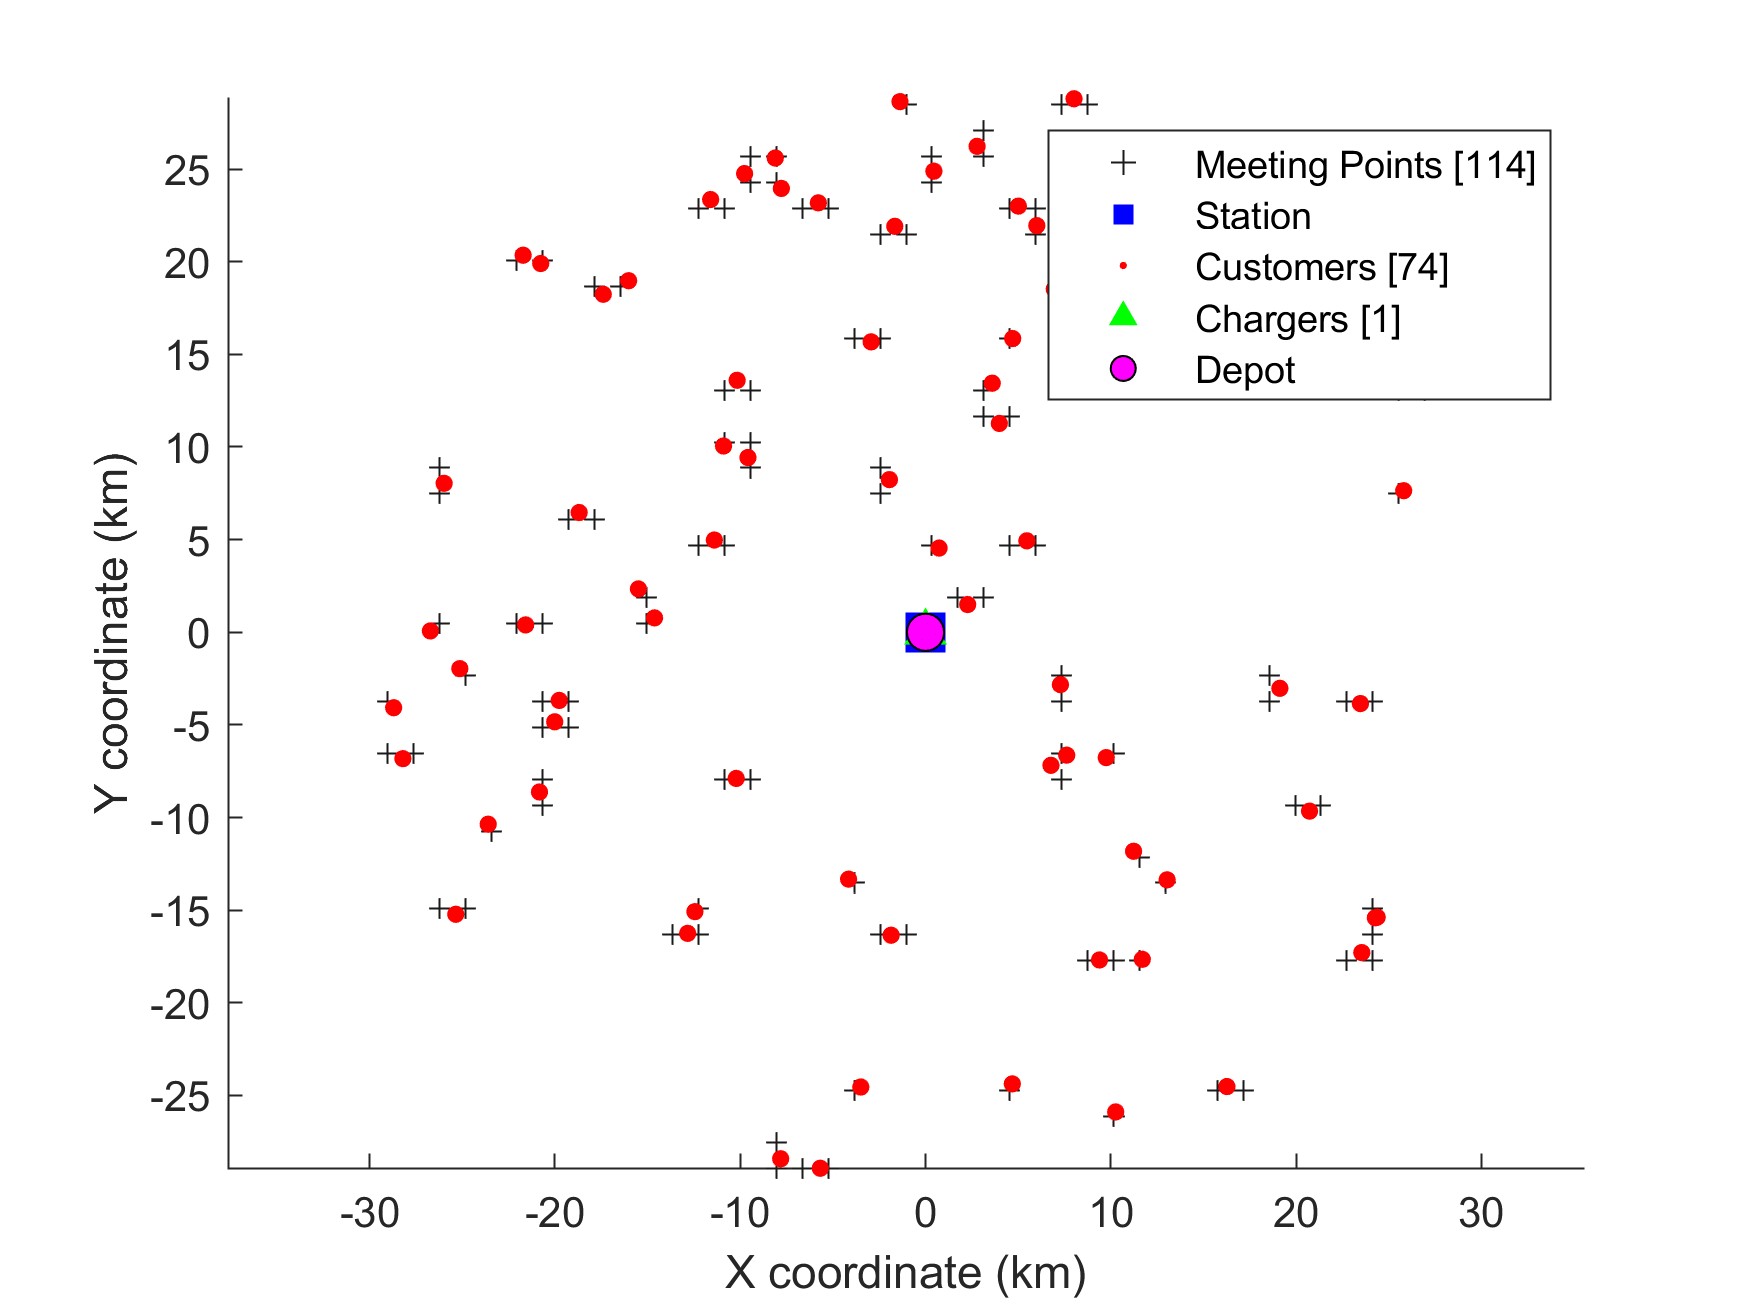 Meeting Points [114]
Station
Customers [74]
Chargers [1]
Depot
Y coordinate (km)
25
20
15
10
5
0
-5
-10
-15
-20
-25
-30 -20 -10 0 10 20 30
X coordinate (km)